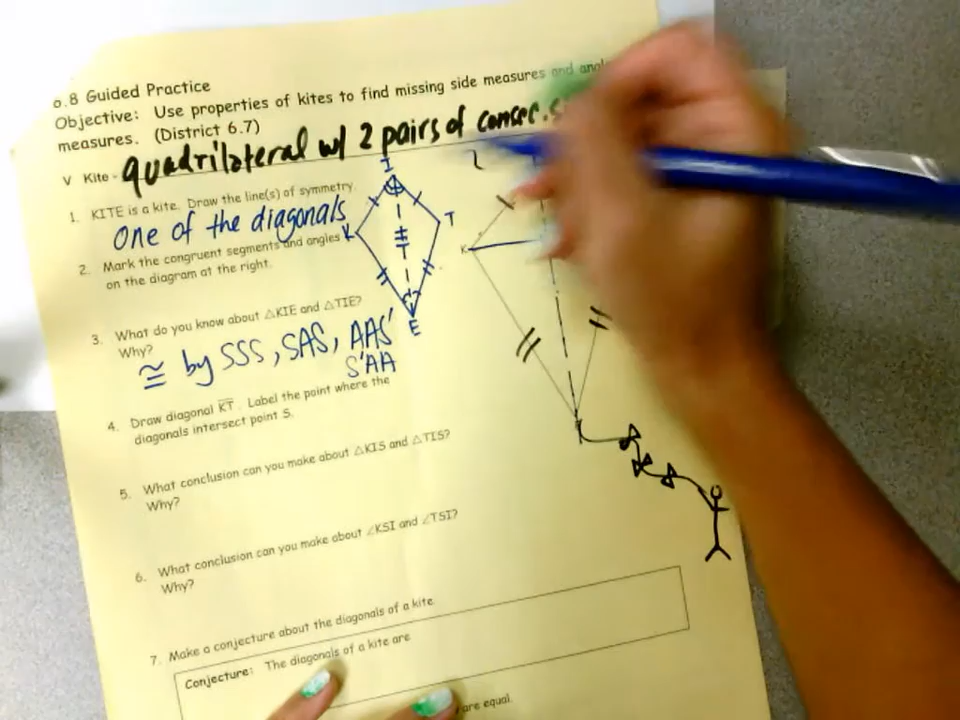 6.8 Guided Practice
Objective: Use properties of kites to find missing side measures and
measures. (District 6.7)
V Kite - quadrilateral w/ 2 pairs of consec.
1. KITE is a kite. Draw the line(s) of symmetry.
One of the diagonals
2. Mark the congruent segments and angles
on the diagram at the right.
I
K
T
E
K
3. What do you know about △KIE and △TIE?
Why?
≅ by SSS, SAS, AAS
SAA
4. Draw diagonal KT. Label the point where the
diagonals intersect point S.
5. What conclusion can you make about △KIS and △TIS?
Why?
6. What conclusion can you make about ∠KSI and ∠TSI?
Why?
7. Make a conjecture about the diagonals of a kite
Conjecture: The diagonals of a kite are
are equal.